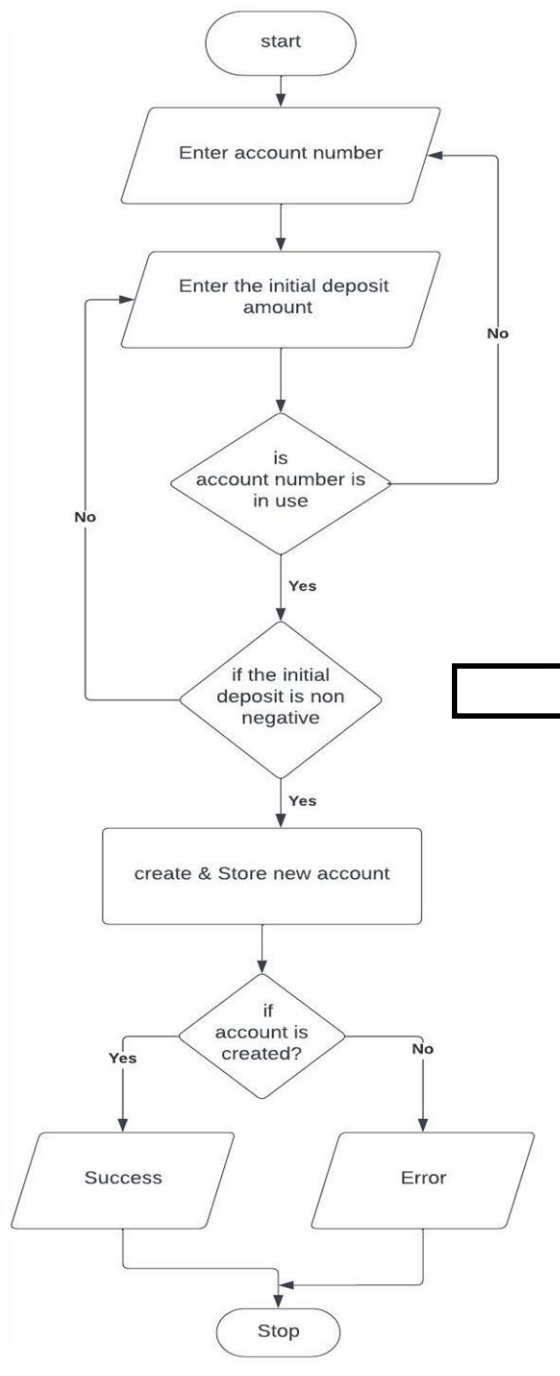 start
Enter account number
Enter the initial deposit
amount
No
is
account number is
in use
No
Yes
if the initial
deposit is non
negative
Yes
create & Store new account
if
account is
created?
Yes
No
Success
Error
Stop